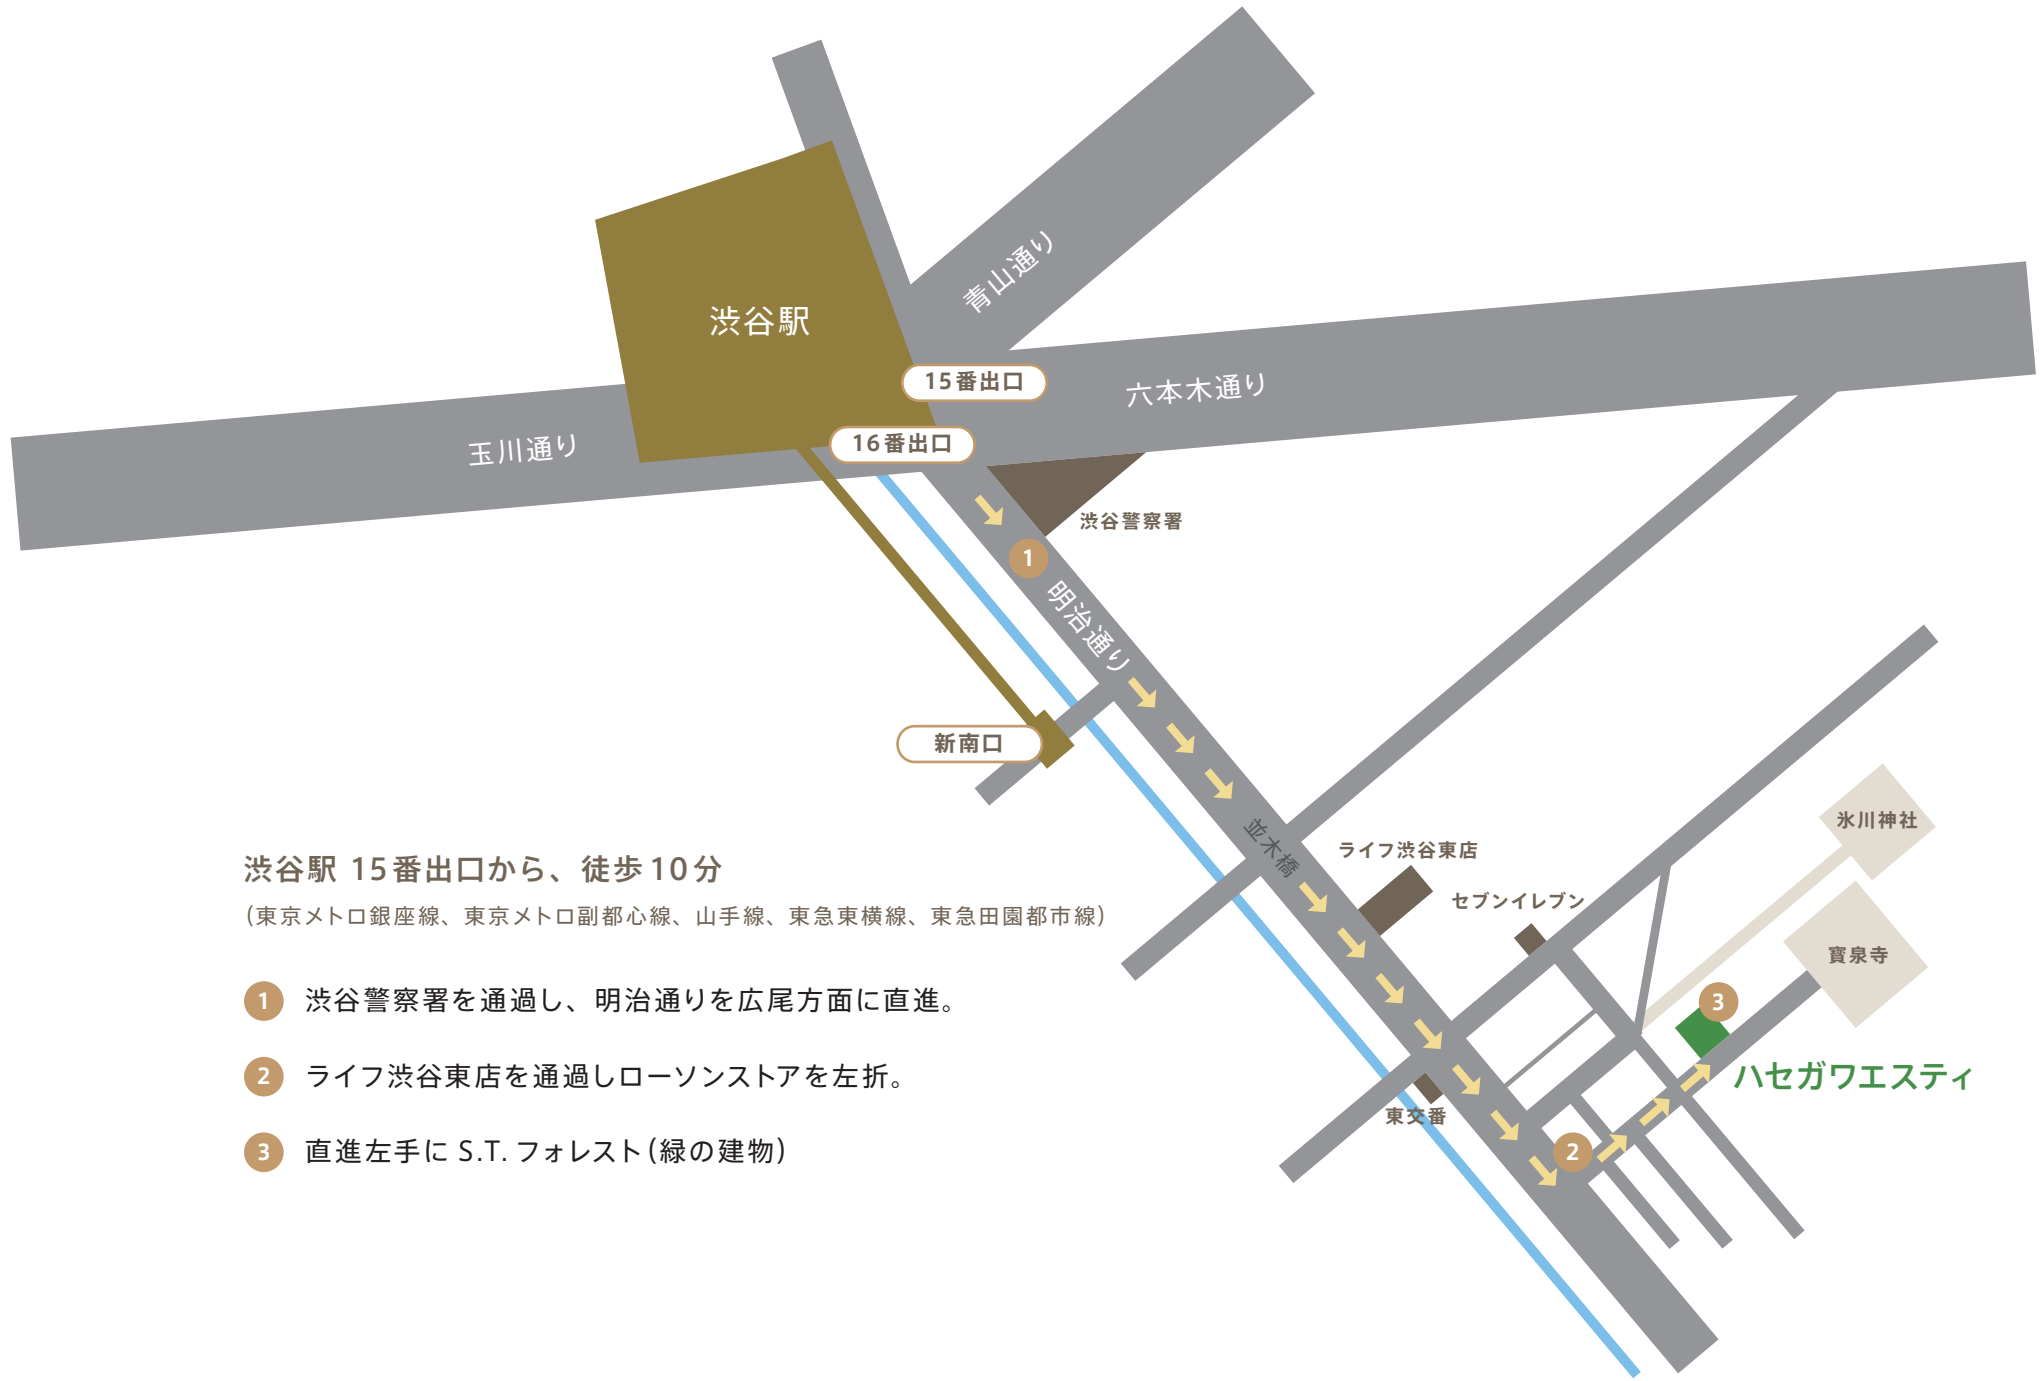 青山通り
渋谷駅
15番出口
六本木通り
16番出口
玉川通り
渋谷警察署
1
明治通り
新南口
並木橋
ライフ渋谷東店
氷川神社
セブンイレブン
寳泉寺
3
ハセガワエスティ
東交番
2
渋谷駅 15番出口から、徒歩10分
(東京メトロ銀座線、東京メトロ副都心線、山手線、東急東横線、東急田園都市線)
1 渋谷警察署を通過し、明治通りを広尾方面に直進。
2 ライフ渋谷東店を通過しローソンストアを左折。
3 直進左手に S.T. フォレスト(緑の建物)